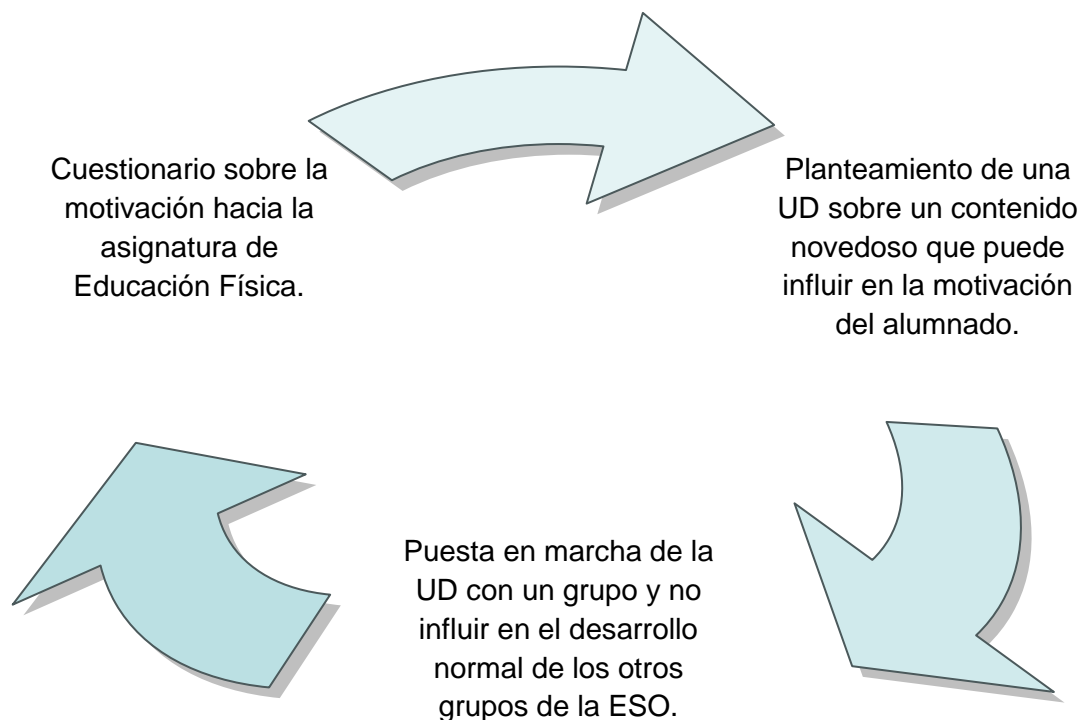 Cuestionario sobre la
motivación hacia la
asignatura de
Educación Física.
Planteamiento de una
UD sobre un contenido
novedoso que puede
influir en la motivación
del alumnado.
Puesta en marcha de la
UD con un grupo y no
influir en el desarrollo
normal de los otros
grupos de la ESO.